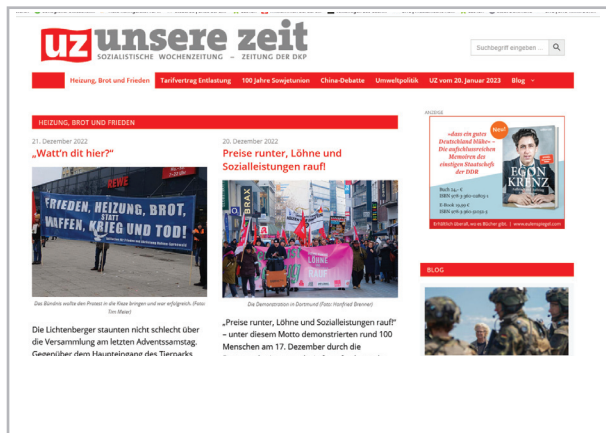 uz unsere zeit
SOZIALISTISCHE WOCHENZEITUNG – ZEITUNG DER DKP
Suchbegriff eingeben ...
Heizung, Brot und Frieden Tarifvertrag Entlastung 100 Jahre Sowjetunion China-Debatte Umweltpolitik UZ vom 20. Januar 2023 Blog
HEIZUNG, BROT UND FRIEDEN
21. Dezember 2022
„Watt’n dit hier?“
REWE
FRIEDEN, HEIZUNG, BROT,
STATT
WAFFEN, KRIEG UND TOD!
Das Bündnis wollte den Protest in die Kieze bringen und war erfolgreich. (Foto:
Tim Meier)
Die Lichtenberger staunten nicht schlecht über
die Versammlung am letzten Adventssamstag.
Gegenüber dem Haupteingang des Tierparks
20. Dezember 2022
Preise runter, Löhne und
Sozialleistungen rauf!
BRAX
LÖHNE
RAUF
Die Demonstration in Dortmund (Foto: Hanfried Brenner)
„Preise runter, Löhne und Sozialleistungen rauf!“
– unter diesem Motto demonstrierten rund 100
Menschen am 17. Dezember durch die
ANZEIGE
»dass ein gutes
Deutschland blühe« –
Die aufschlussreichen
Memoiren des
einstigen Staatschefs
der DDR
Neu!
EGON
KRENZ
Buch 24,– €
E-Book 19,99 €
Erhältlich überall, wo es Bücher gibt. | www.eulenspiegel.com
BLOG